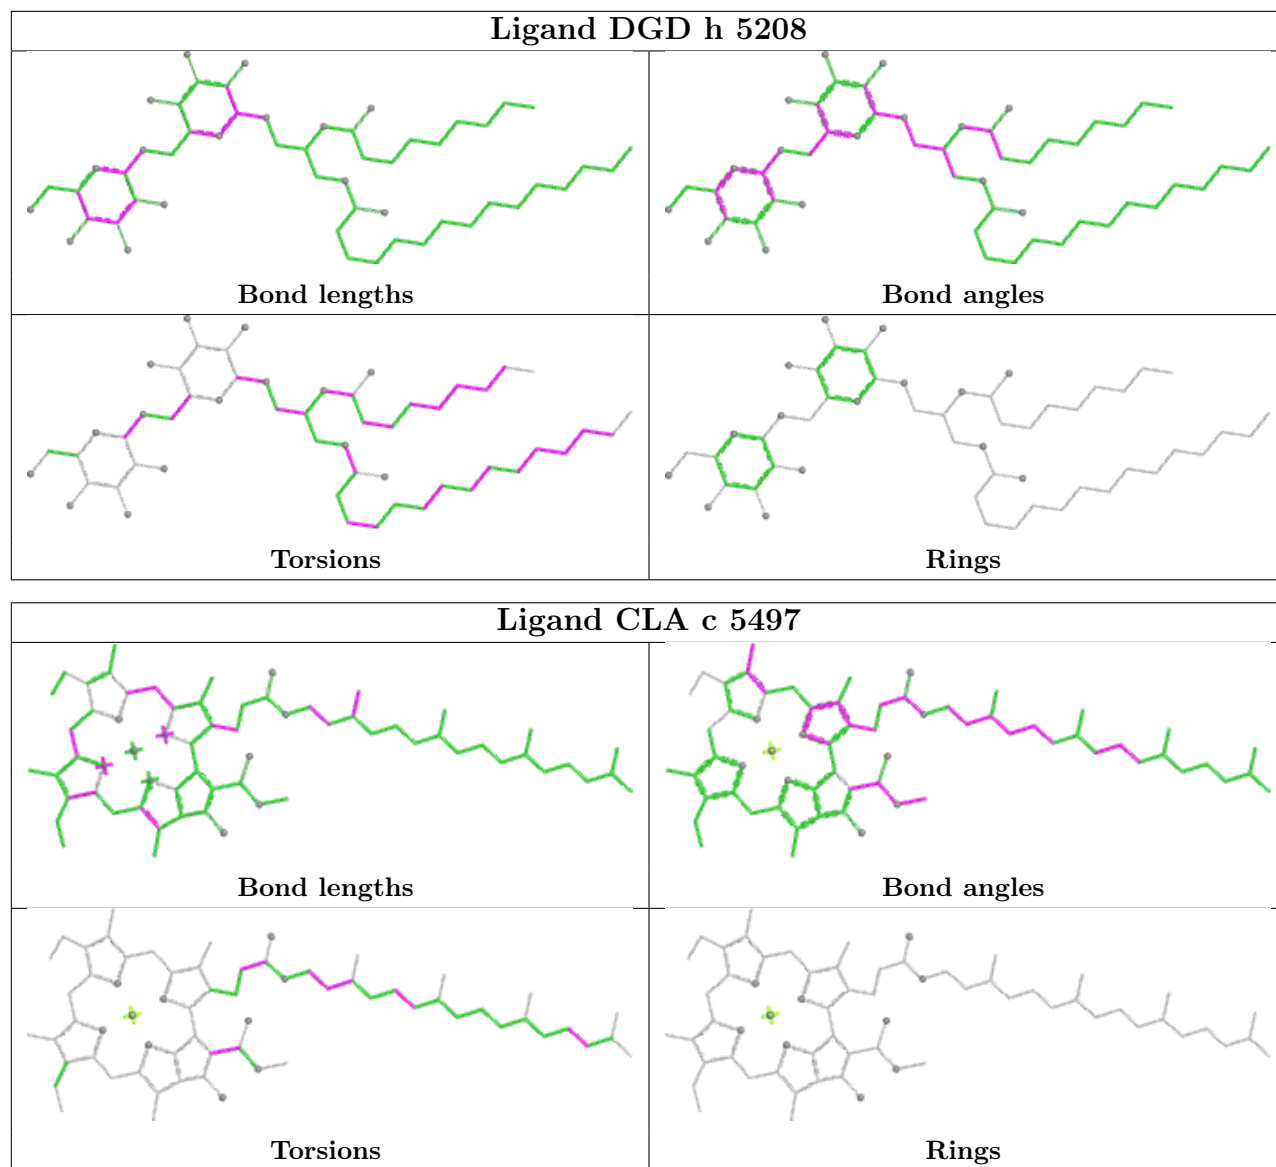 Ligand DGD h 5208
Bond lengths
Bond angles
Torsions
Rings
Ligand CLA c 5497
Bond lengths
Bond angles
Torsions
Rings